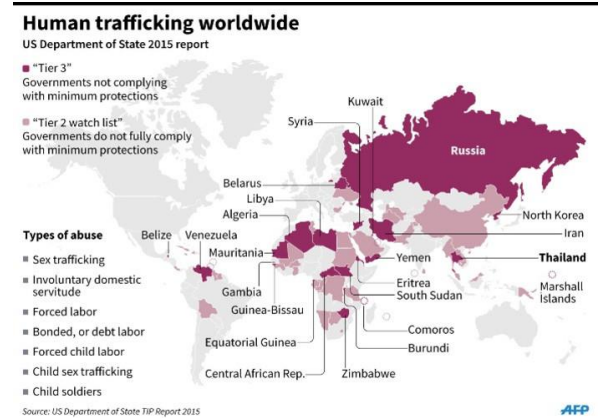 Human trafficking worldwide
US Department of State 2015 report
“Tier 3”
Governments not complying
with minimum protections
“Tier 2 watch list”
Governments do not fully comply
with minimum protections
Kuwait
Syria
Russia
Belarus
Libya
Algeria
North Korea
Iran
Types of abuse
Belize
Venezuela
Mauritania
Yemen
Thailand
Sex trafficking
Involuntary domestic
servitude
Forced labor
Bonded, or debt labor
Forced child labor
Child sex trafficking
Child soldiers
Gambia
Guinea-Bissau
Eritrea
South Sudan
Marshall
Islands
Equatorial Guinea
Comoros
Burundi
Central African Rep.
Zimbabwe
Source: US Department of State TIP Report 2015
AFP